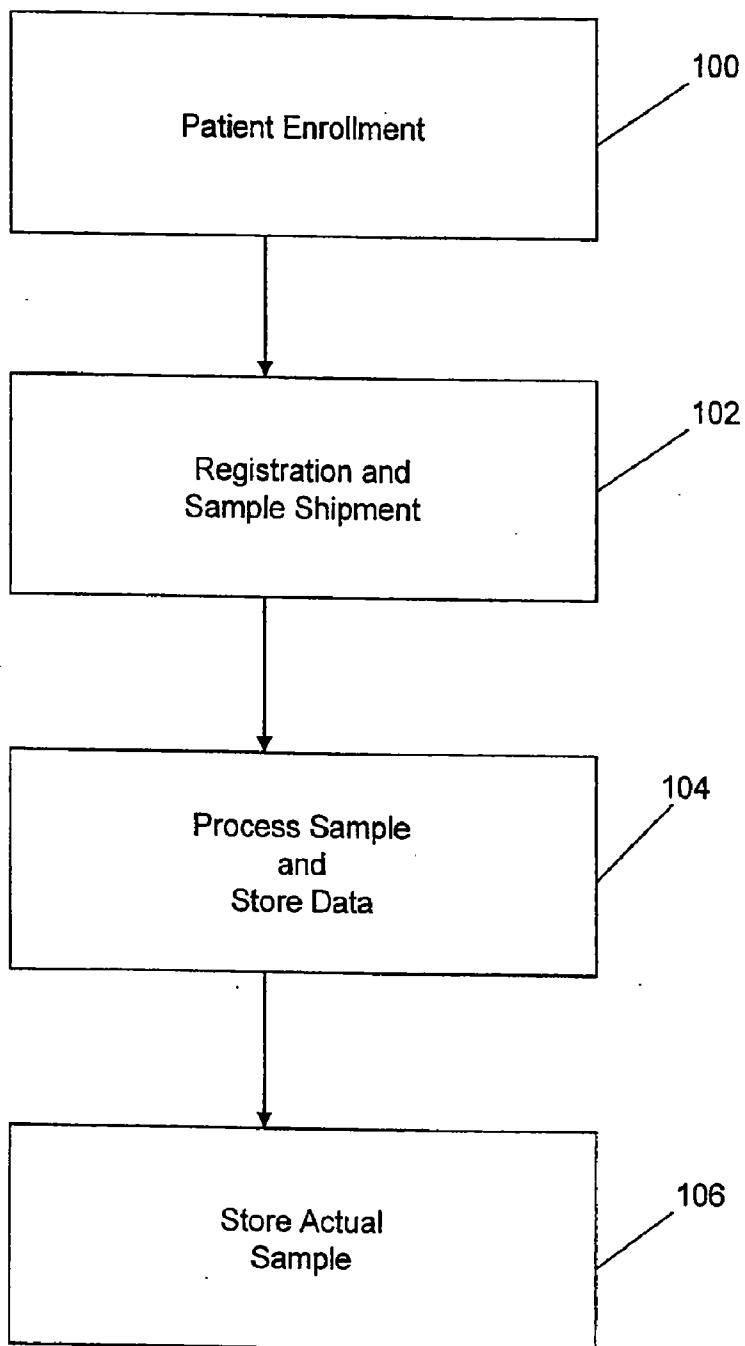 Patient Enrollment
100
Registration and
Sample Shipment
102
Process Sample
and
Store Data
104
Store Actual
Sample
106